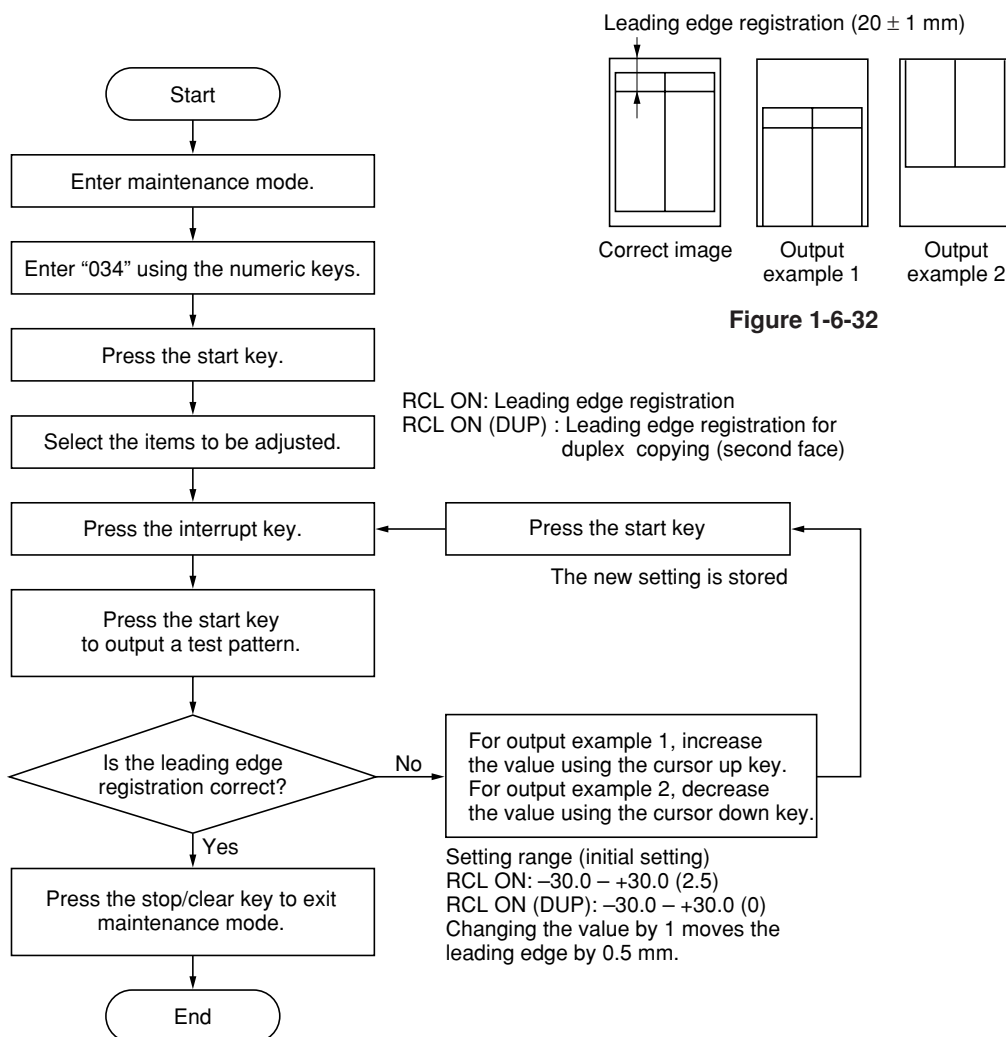 Leading edge registration (20 ± 1 mm)
Correct image
Output
example 1
Output
example 2
Figure 1-6-32
Start
Enter maintenance mode.
Enter “034” using the numeric keys.
Press the start key.
Select the items to be adjusted.
RCL ON: Leading edge registration
RCL ON (DUP) : Leading edge registration for
duplex copying (second face)
Press the interrupt key.
Press the start key
The new setting is stored
Press the start key
to output a test pattern.
Is the leading edge
registration correct?
No
For output example 1, increase
the value using the cursor up key.
For output example 2, decrease
the value using the cursor down key.
Setting range (initial setting)
RCL ON: –30.0 – +30.0 (2.5)
RCL ON (DUP): –30.0 – +30.0 (0)
Changing the value by 1 moves the
leading edge by 0.5 mm.
Yes
Press the stop/clear key to exit
maintenance mode.
End